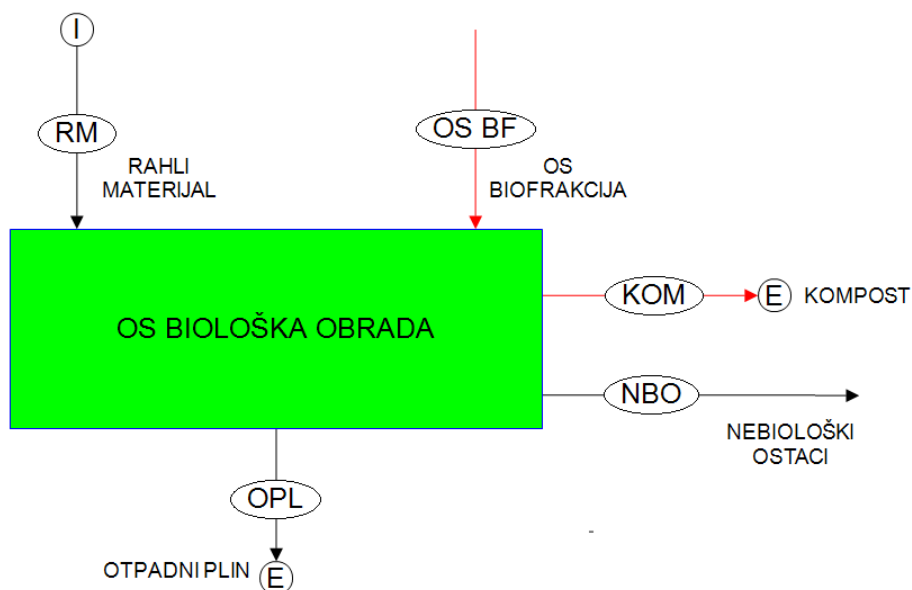 I
RM
OS BF
RAHLI
MATERIJAL
OS
BIOFRAKCIJA
OS BIOLOŠKA OBRADA
KOM
E
KOMPOST
NBO
NEBIOLOŠKI
OSTACI
OPL
OTPADNI PLIN
E